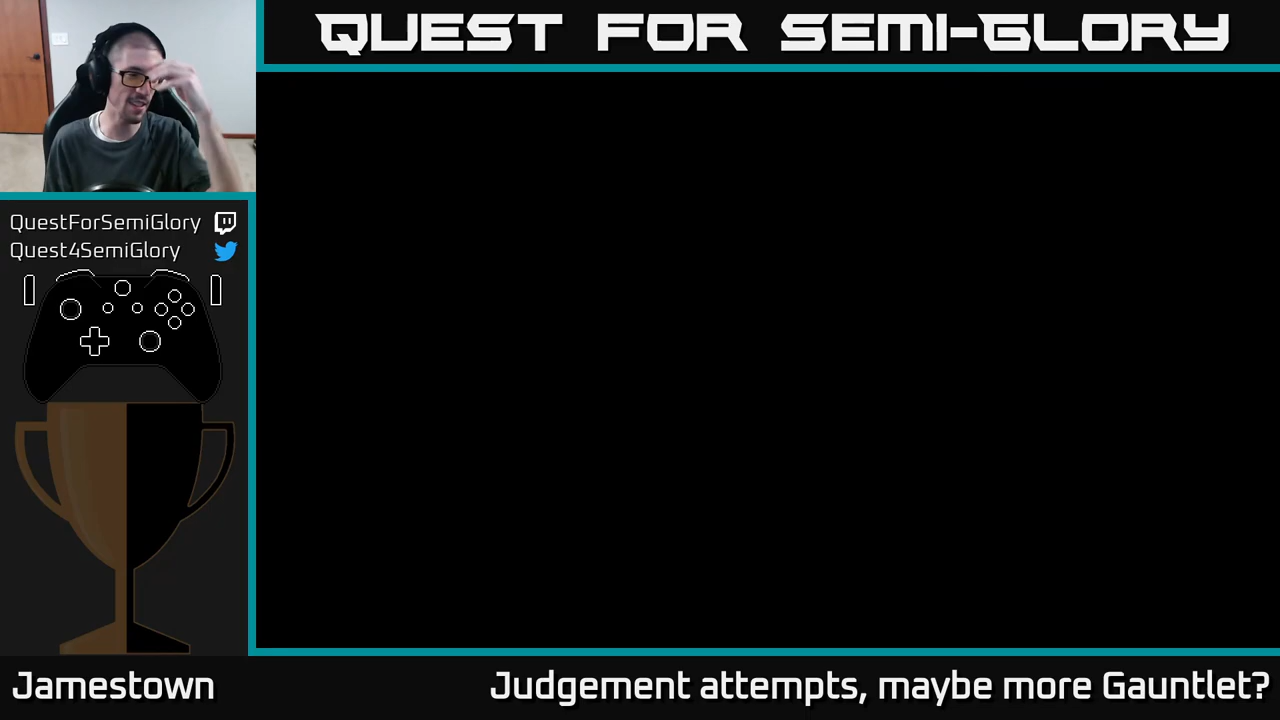 QUEST FOR SEMI-GLORY
QuestForSemiGlory
Quest4SemiGlory
Jamestown
Judgement attempts, maybe more Gauntlet?